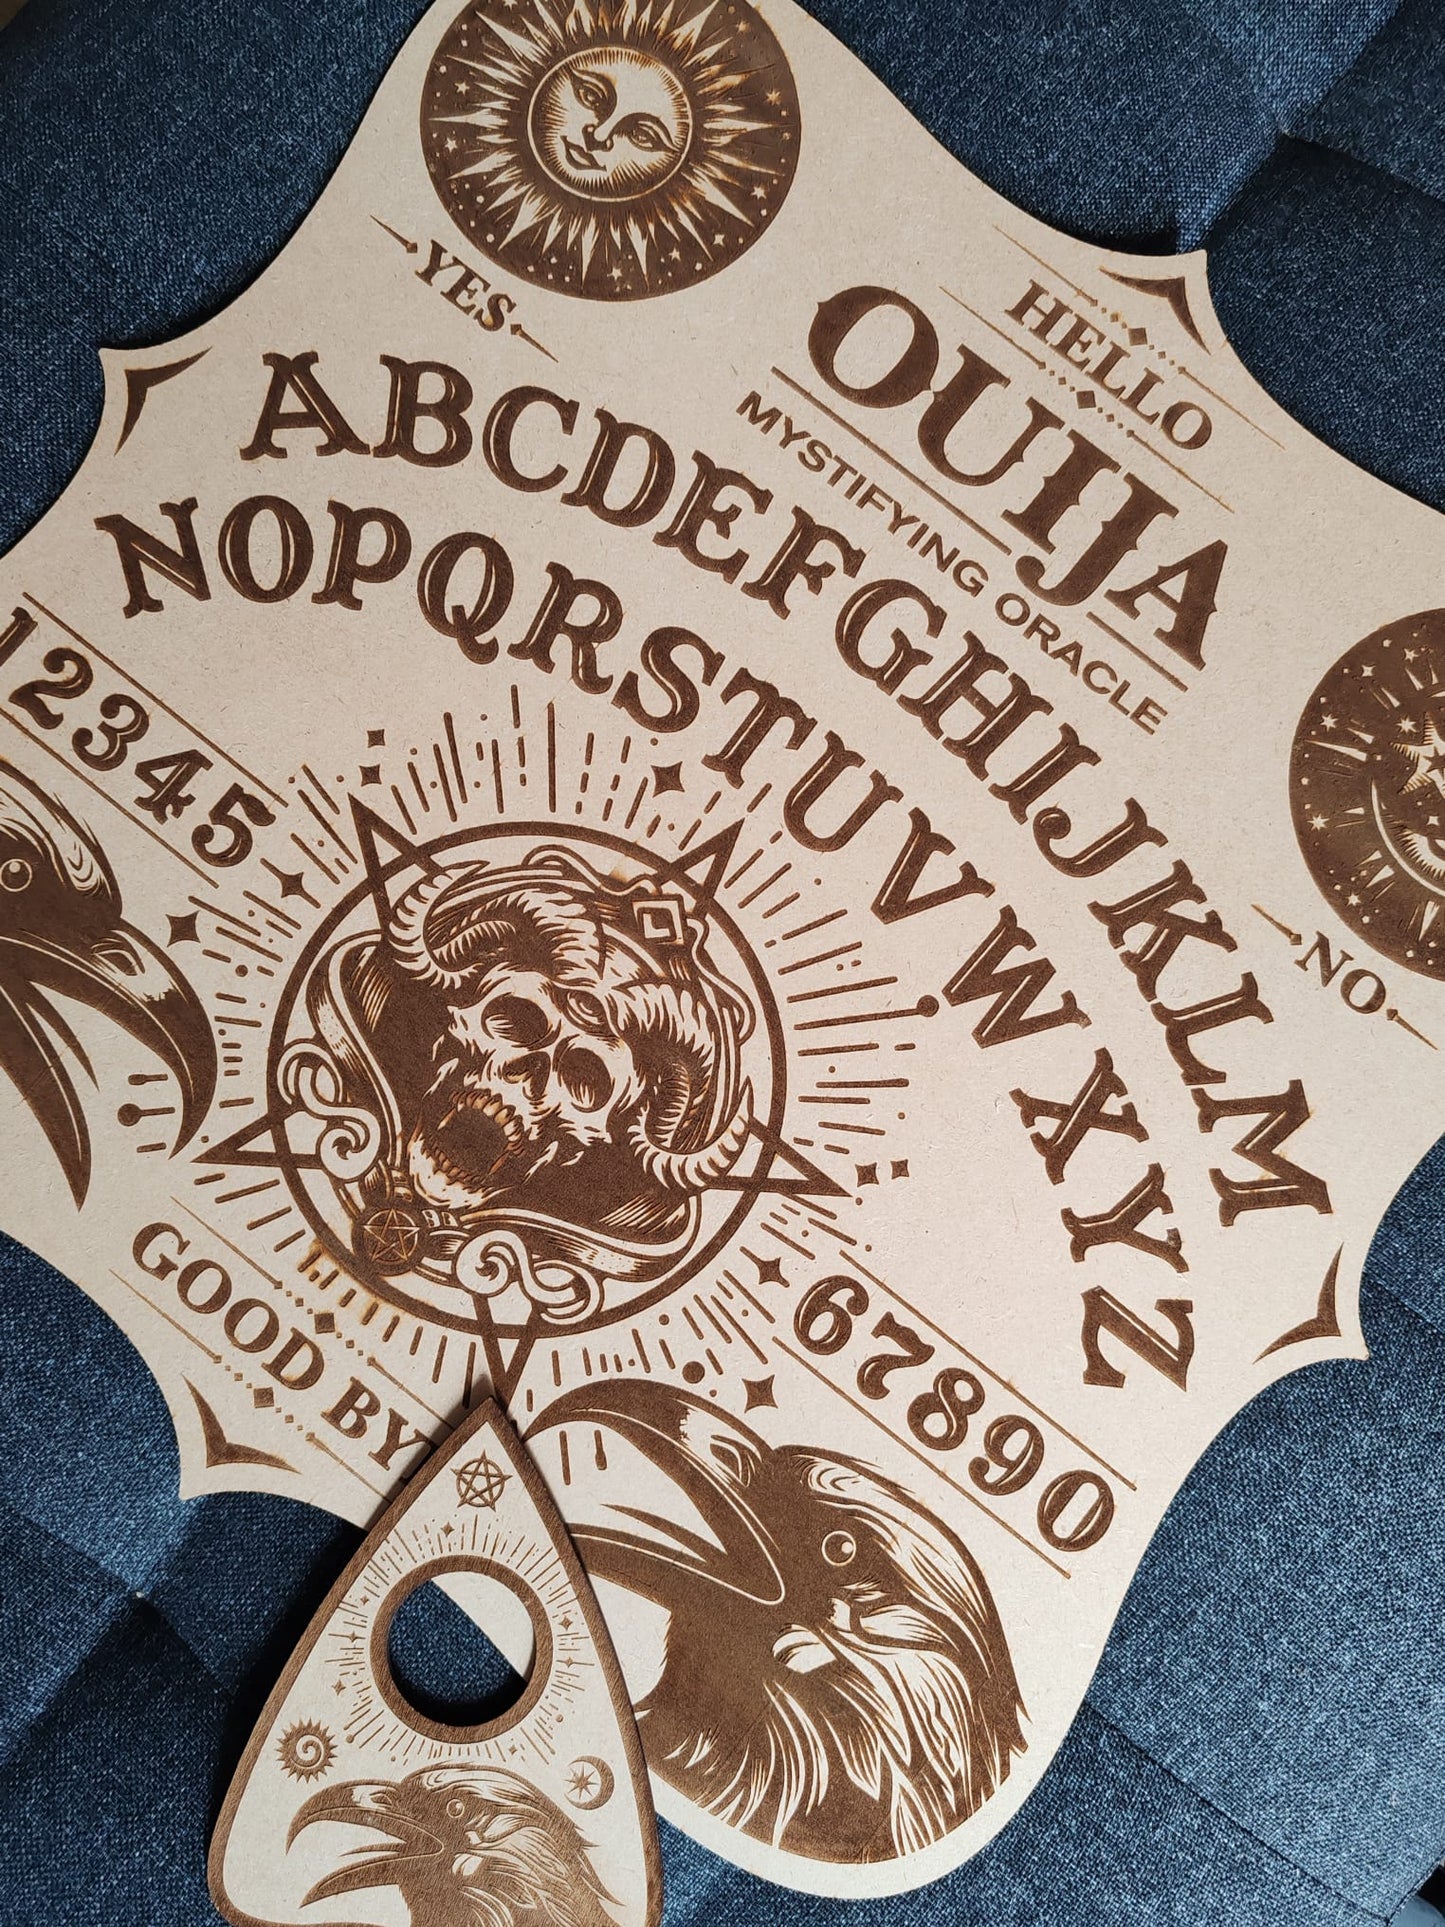 HELLO
OUIJA
MYSTIFYING ORACLE
YES
NO
ABCDEFGHIJKLM
NOPQRSTUVWXYZ
12345
67890
GOOD BY